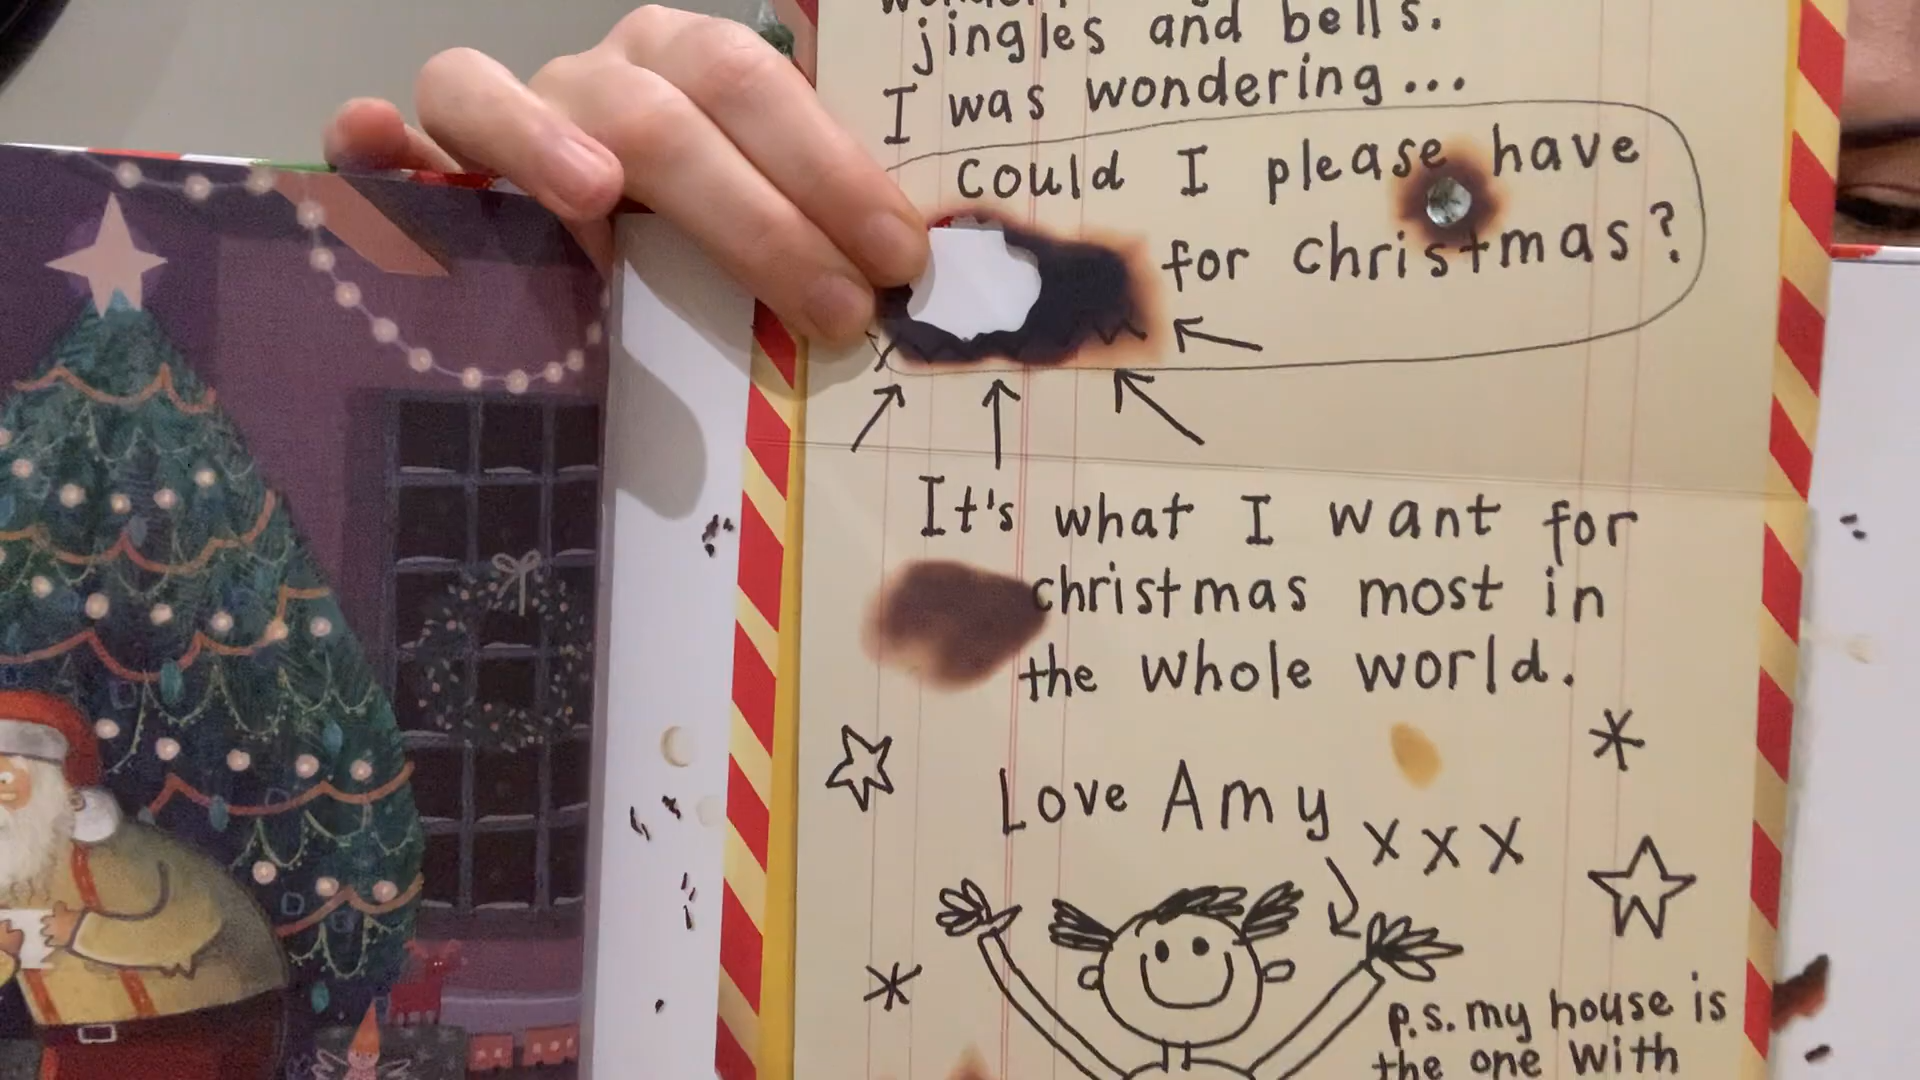 jingles and bells.
I was wondering...
could I please have
for christmas?
It's what I want for
christmas most in
the whole world.
Love Amy
x x x
p.s. my house is
the one with